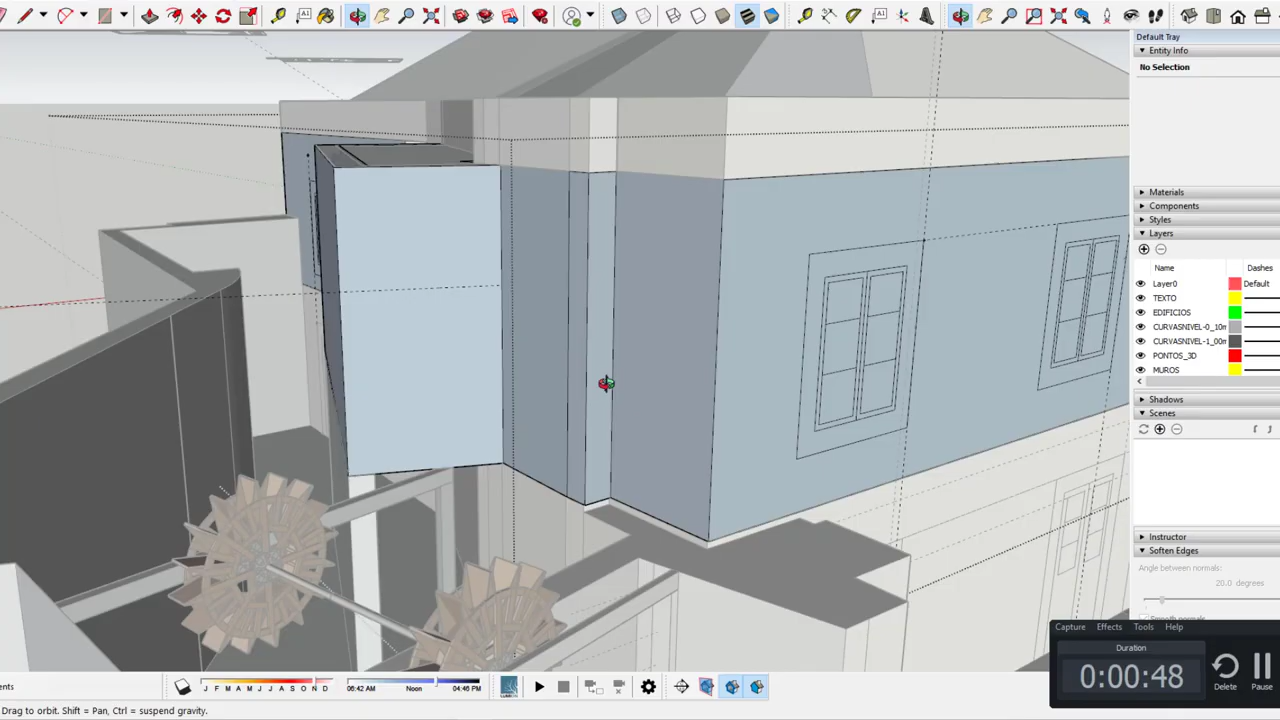 Default Tray
Entity Info
No Selection
Materials
Components
Styles
Layers
Name
Dashes
Layer0
Default
TEXTO
EDIFICIOS
CURVASNIVEL-0_10m
CURVASNIVEL-1_00m
PONTOS_3D
MUROS
Shadows
Scenes
Instructor
Soften Edges
Angle between normals:
20.0 degrees
Capture Effects Tools Help
Duration
0:00:48
Delete
Pause
J F M A M J J A S O N D
06:42 AM Noon 04:46 PM
Drag to orbit. Shift = Pan, Ctrl = suspend gravity.